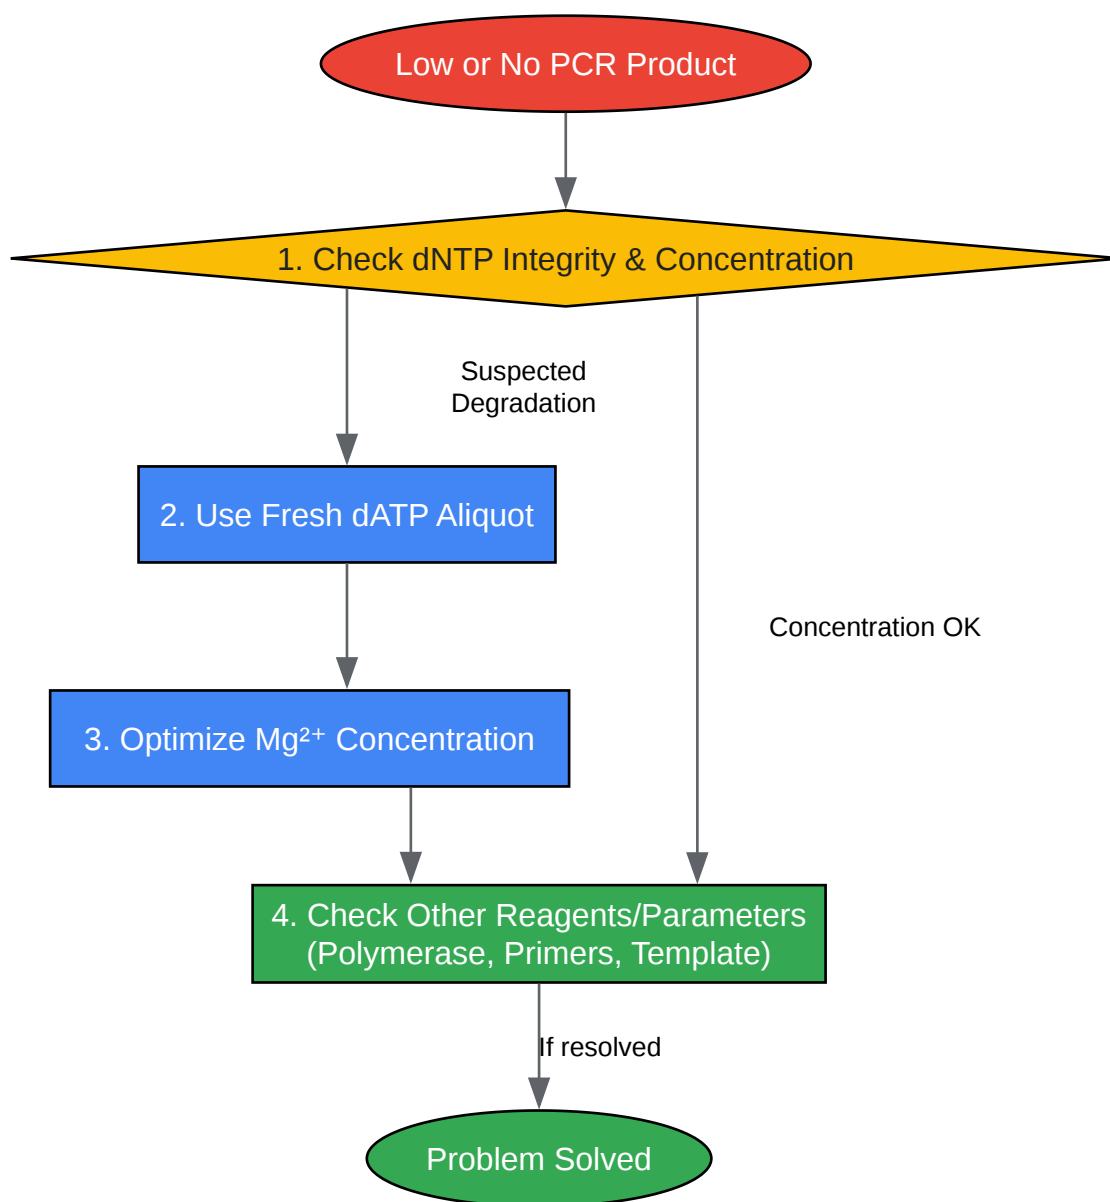 Low or No PCR Product
1. Check dNTP Integrity & Concentration
Suspected
Degradation
2. Use Fresh dATP Aliquot
Concentration OK
3. Optimize Mg²⁺ Concentration
4. Check Other Reagents/Parameters
(Polymerase, Primers, Template)
If resolved
Problem Solved